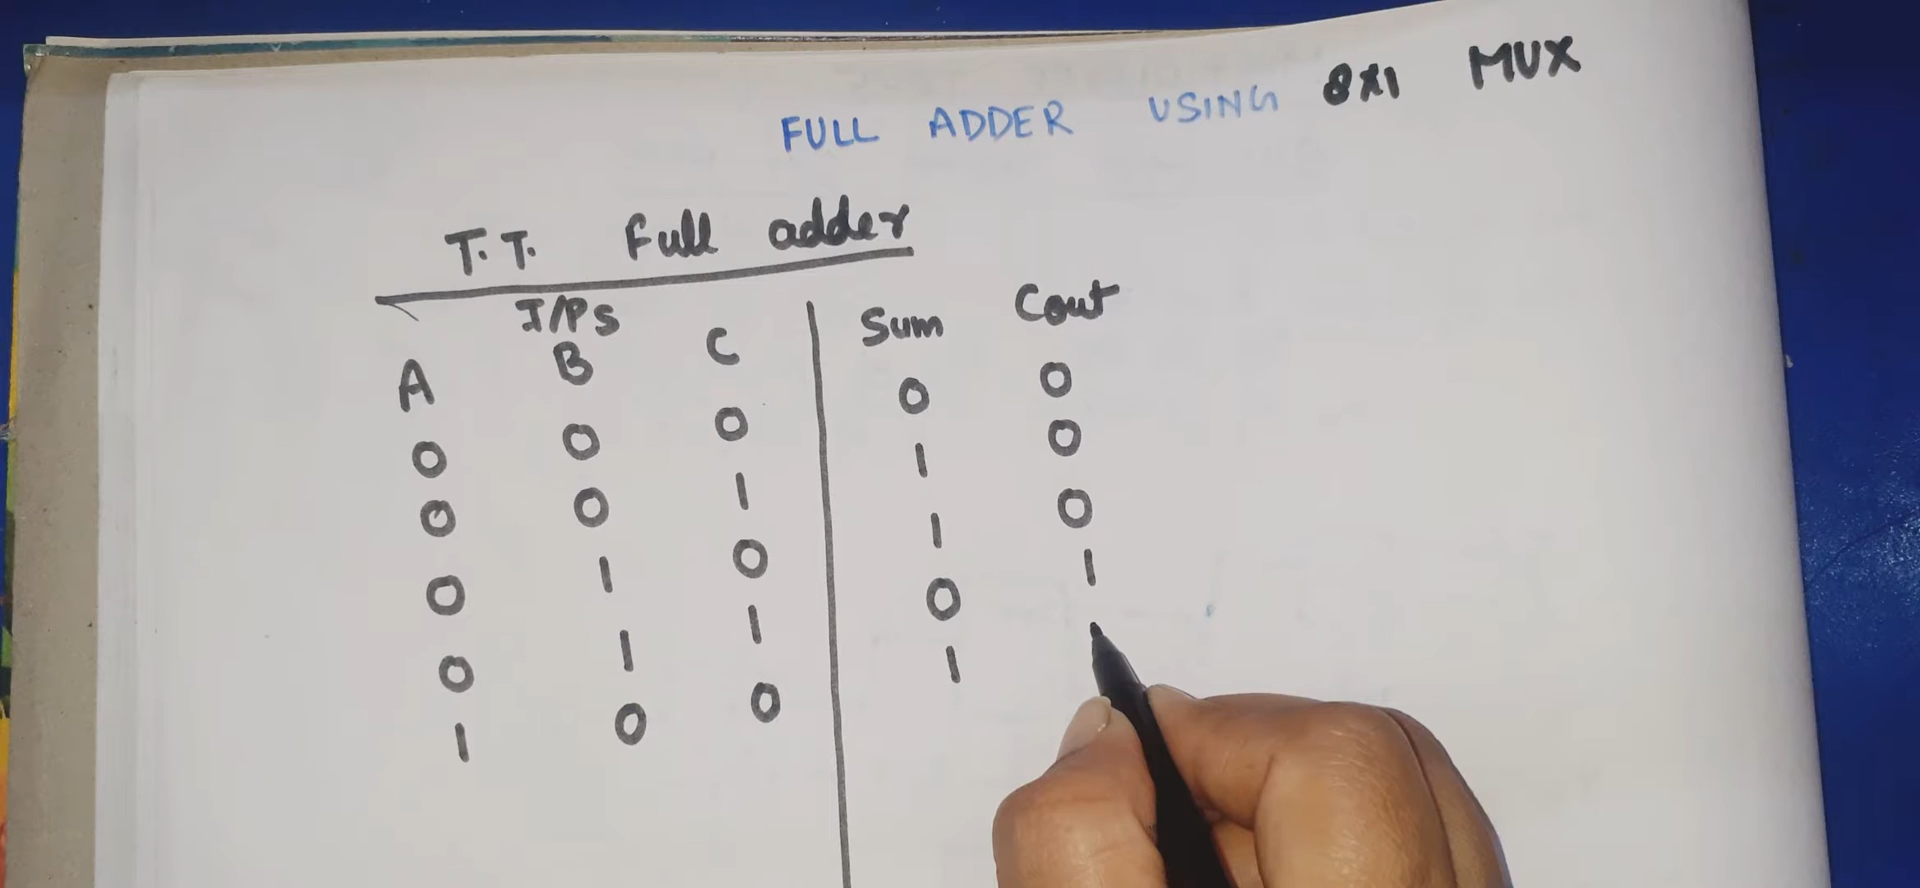 FULL ADDER USING 8x1 MUX
T.T. Full adder
I/Ps
A B C Sum Cout
0 0 0 0 0
0 0 1 1 0
0 1 0 1 0
0 1 1 0 1
1 0 0 1